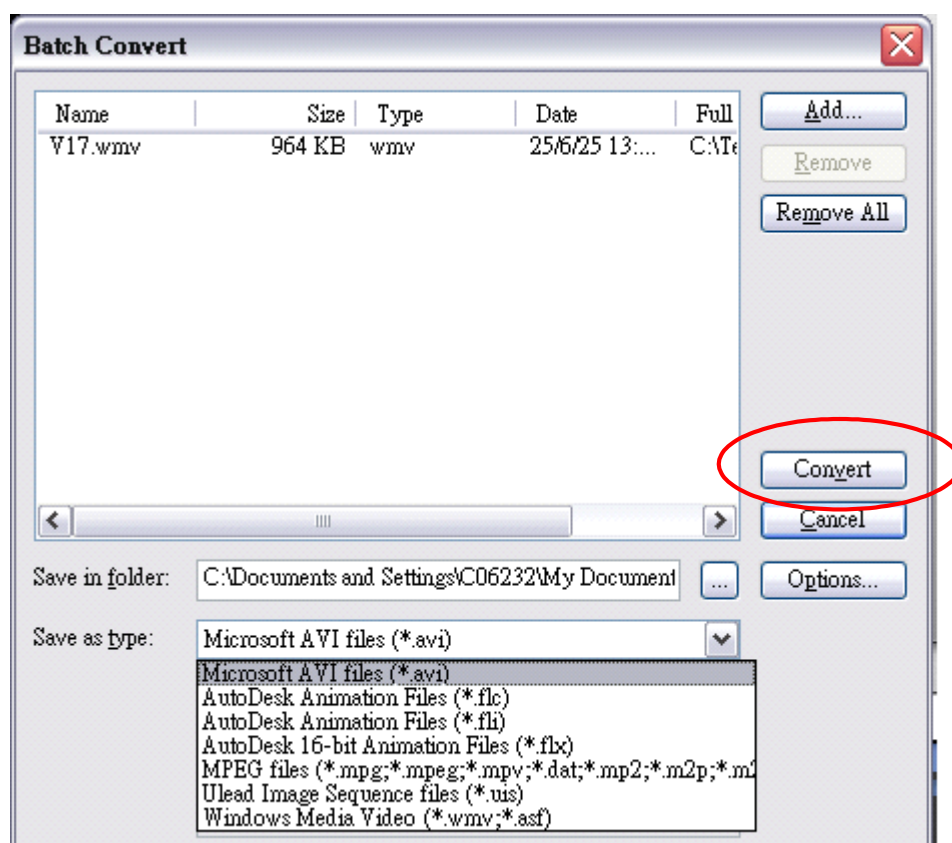 Batch Convert
Name Size Type Date Full
V17.wmv 964 KB wmv 25/6/25 13:... C:\Te
Add...
Remove
Remove All
Convert
Cancel
Save in folder: C:\Documents and Settings\C06232\My Document ... Options...
Save as type: Microsoft AVI files (*.avi)
Microsoft AVI files (*.avi)
AutoDesk Animation Files (*.flc)
AutoDesk Animation Files (*.fli)
AutoDesk 16-bit Animation Files (*.flx)
MPEG files (*.mpg;*.mpeg;*.mpv;*.dat;*.mp2;*.m2p;*.m2
Ulead Image Sequence files (*.uis)
Windows Media Video (*.wmv;*.asf)